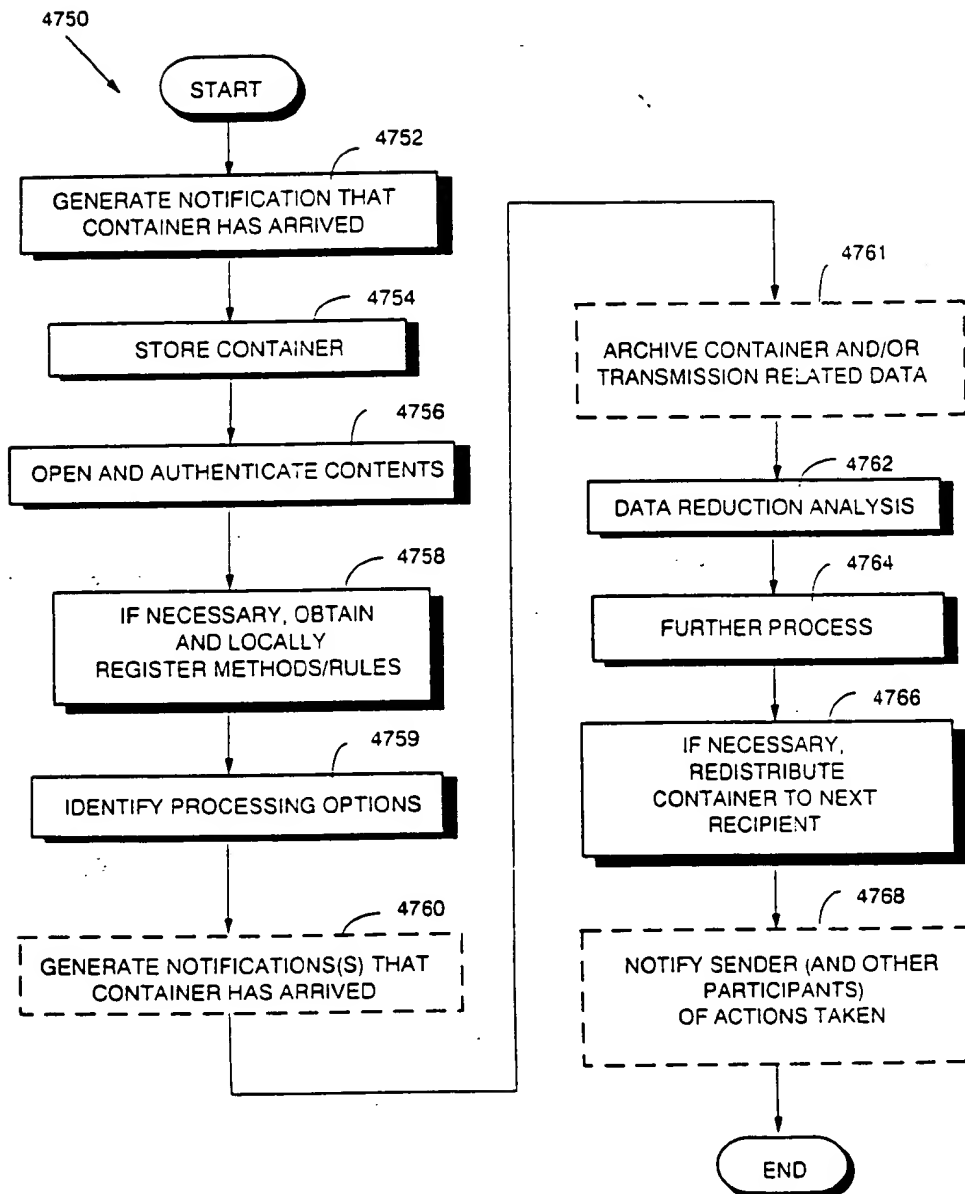 4750
START
4752
GENERATE NOTIFICATION THAT
CONTAINER HAS ARRIVED
4754
STORE CONTAINER
4756
OPEN AND AUTHENTICATE CONTENTS
4758
IF NECESSARY, OBTAIN
AND LOCALLY
REGISTER METHODS/RULES
4759
IDENTIFY PROCESSING OPTIONS
4760
GENERATE NOTIFICATIONS(S) THAT
CONTAINER HAS ARRIVED
4761
ARCHIVE CONTAINER AND/OR
TRANSMISSION RELATED DATA
4762
DATA REDUCTION ANALYSIS
4764
FURTHER PROCESS
4766
IF NECESSARY,
REDISTRIBUTE
CONTAINER TO NEXT
RECIPIENT
4768
NOTIFY SENDER (AND OTHER
PARTICIPANTS)
OF ACTIONS TAKEN
END